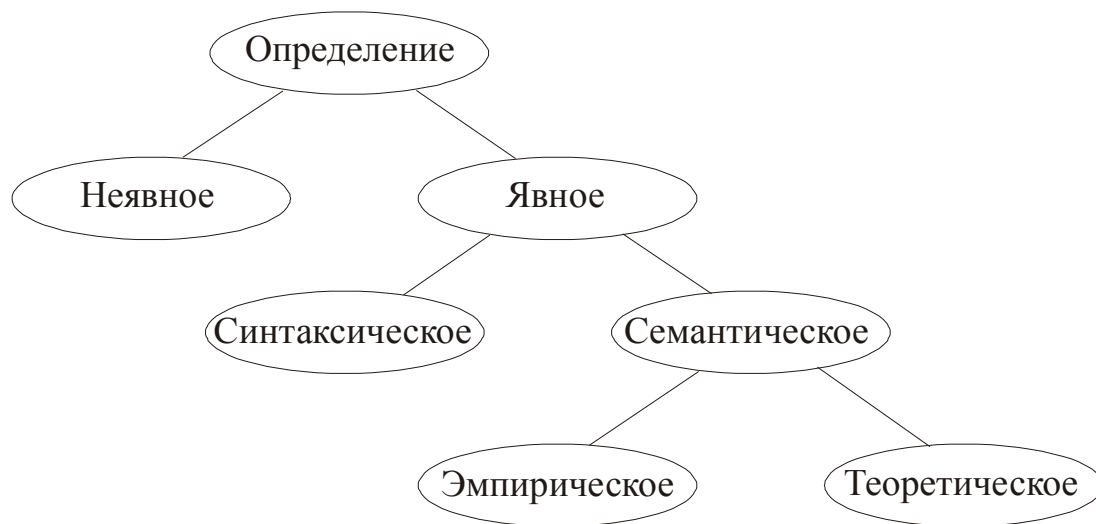 Определение
Неявное
Явное
Синтаксическое
Семантическое
Эмпирическое
Теоретическое